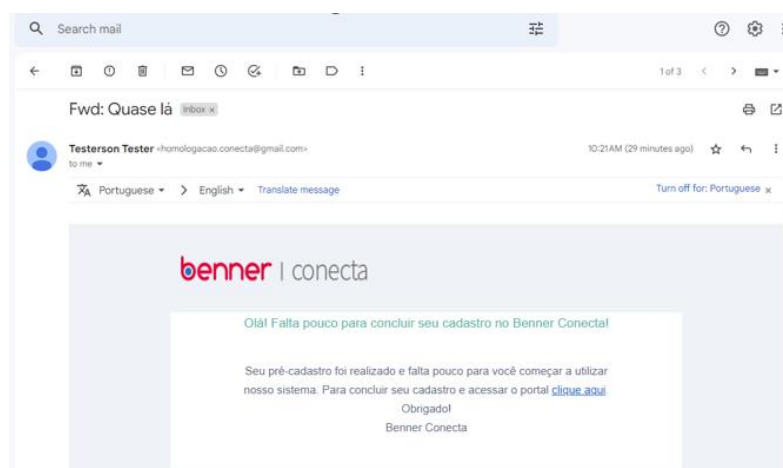 Search mail
1 of 3
Fwd: Quase lá Inbox x
Testerson Tester <homologacao.conecta@gmail.com> 10:21 AM (29 minutes ago)
to me
Portuguese > English Translate message Turn off for: Portuguese x
benner | conecta
Olá! Falta pouco para concluir seu cadastro no Benner Conecta!
Seu pré-cadastro foi realizado e falta pouco para você começar a utilizar
nosso sistema. Para concluir seu cadastro e acessar o portal clique aqui
Obrigado!
Benner Conecta